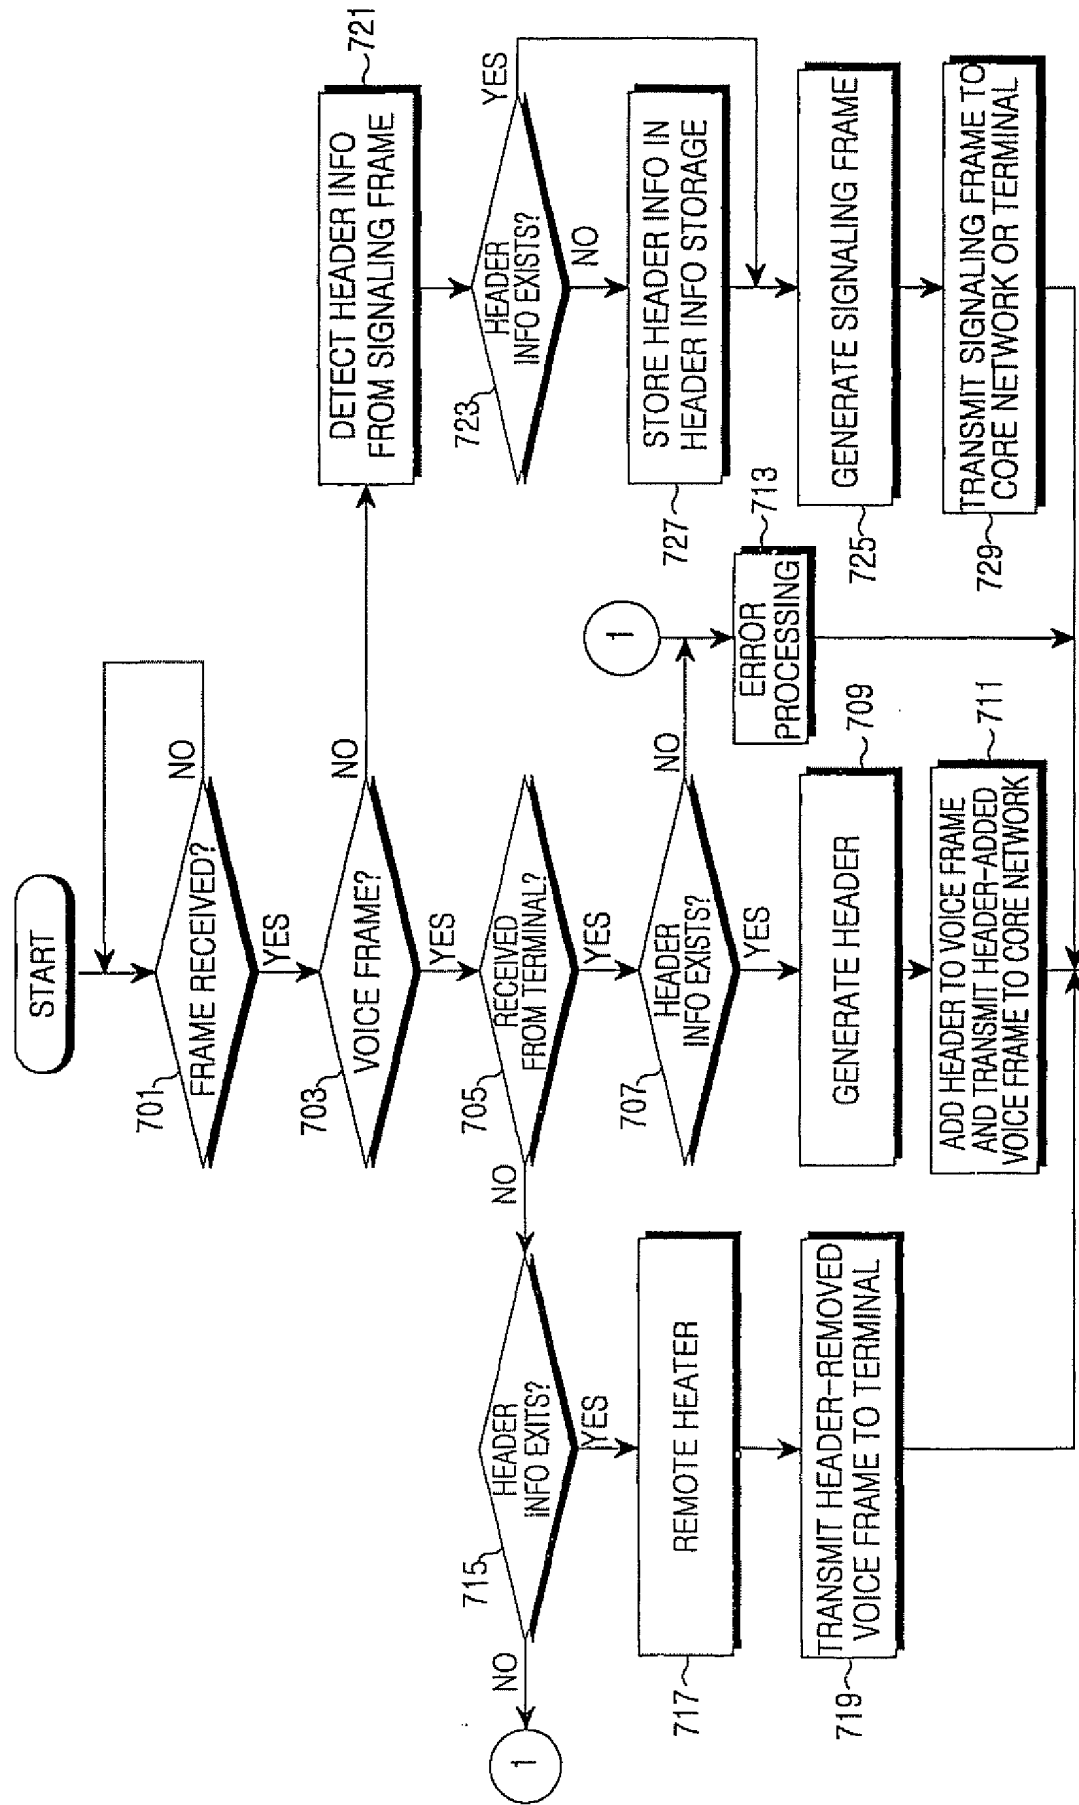 START
701
FRAME RECEIVED?
NO
YES
703
VOICE FRAME?
NO
YES
705
RECEIVED
FROM TERMINAL?
NO
YES
707
HEADER
INFO EXISTS?
NO
YES
GENERATE HEADER
709
ADD HEADER TO VOICE FRAME
AND TRANSMIT HEADER-ADDED
VOICE FRAME TO CORE NETWORK
711
1
ERROR
PROCESSING
713
715
HEADER
INFO EXITS?
NO
YES
1
REMOTE HEATER
717
TRANSMIT HEADER-REMOVED
VOICE FRAME TO TERMINAL
719
DETECT HEADER INFO
FROM SIGNALING FRAME
721
723
HEADER
INFO EXISTS?
YES
NO
STORE HEADER INFO IN
HEADER INFO STORAGE
727
GENERATE SIGNALING FRAME
725
TRANSMIT SIGNALING FRAME TO
CORE NETWORK OR TERMINAL
729